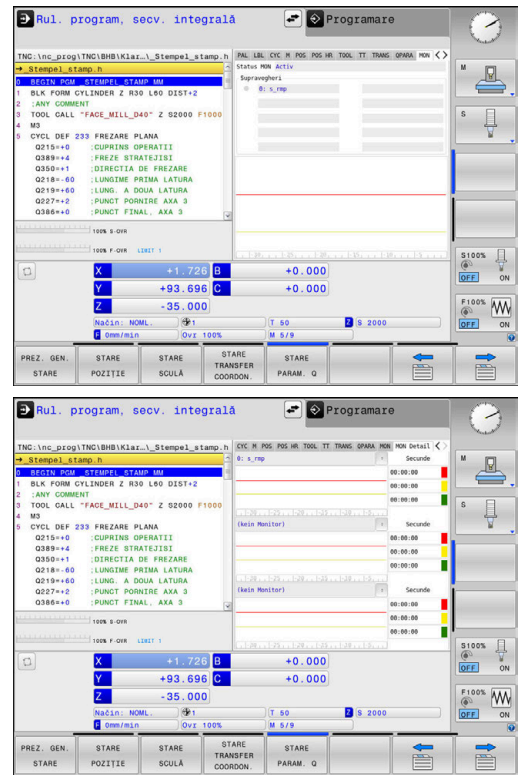 Rul. program, secv. integrală
Programare
TNC:\nc_prog\TNC\BHB\Klar…\_Stempel_stamp.h
PAL LBL CYC M POS POS HR TOOL TT TRANS QPARA MON
→_Stempel_stamp.h
Status MON Activ
0 BEGIN PGM _STEMPEL_STAMP MM
Supravegheri
1 BLK FORM CYLINDER Z R30 L60 DIST+2
0: s_rmp
2 ;ANY COMMENT
3 TOOL CALL "FACE_MILL_D40" Z S2000 F1000
4 M3
5 CYCL DEF 233 FREZARE PLANA
Q215=+0 ;CUPRINS OPERATII
Q389=+4 ;FREZE STRATEJISI
Q350=+1 ;DIRECTIA DE FREZARE
Q218=-60 ;LUNGIME PRIMA LATURA
Q219=+60 ;LUNG. A DOUA LATURA
Q227=+2 ;PUNCT PORNIRE AXA 3
Q386=+0 ;PUNCT FINAL, AXA 3
100% S-OVR
100% F-OVR LIMIT 1
X +1.726 B +0.000
Y +93.696 C +0.000
Z -35.000
Način: NOML. 1 T 50 Z S 2000
F 0mm/min Ovr 100% M 5/9
M
S
S100%
OFF ON
F100%
OFF ON
PREZ. GEN. STARE
STARE POZIŢIE
STARE SCULĂ
STARE TRANSFER COORDON.
STARE PARAM. Q
Rul. program, secv. integrală
Programare
TNC:\nc_prog\TNC\BHB\Klar…\_Stempel_stamp.h
CYC M POS POS HR TOOL TT TRANS QPARA MON MON Detail
→_Stempel_stamp.h
0: s_rmp Secunde
0 BEGIN PGM _STEMPEL_STAMP MM
00:00:00
1 BLK FORM CYLINDER Z R30 L60 DIST+2
00:00:00
2 ;ANY COMMENT
00:00:00
3 TOOL CALL "FACE_MILL_D40" Z S2000 F1000
4 M3
(kein Monitor) Secunde
5 CYCL DEF 233 FREZARE PLANA
00:00:00
Q215=+0 ;CUPRINS OPERATII
00:00:00
Q389=+4 ;FREZE STRATEJISI
00:00:00
Q350=+1 ;DIRECTIA DE FREZARE
Q218=-60 ;LUNGIME PRIMA LATURA
(kein Monitor) Secunde
Q219=+60 ;LUNG. A DOUA LATURA
00:00:00
Q227=+2 ;PUNCT PORNIRE AXA 3
00:00:00
Q386=+0 ;PUNCT FINAL, AXA 3
00:00:00
100% S-OVR
100% F-OVR LIMIT 1
X +1.726 B +0.000
Y +93.696 C +0.000
Z -35.000
Način: NOML. 1 T 50 Z S 2000
F 0mm/min Ovr 100% M 5/9
M
S
S100%
OFF ON
F100%
OFF ON
PREZ. GEN. STARE
STARE POZIŢIE
STARE SCULĂ
STARE TRANSFER COORDON.
STARE PARAM. Q